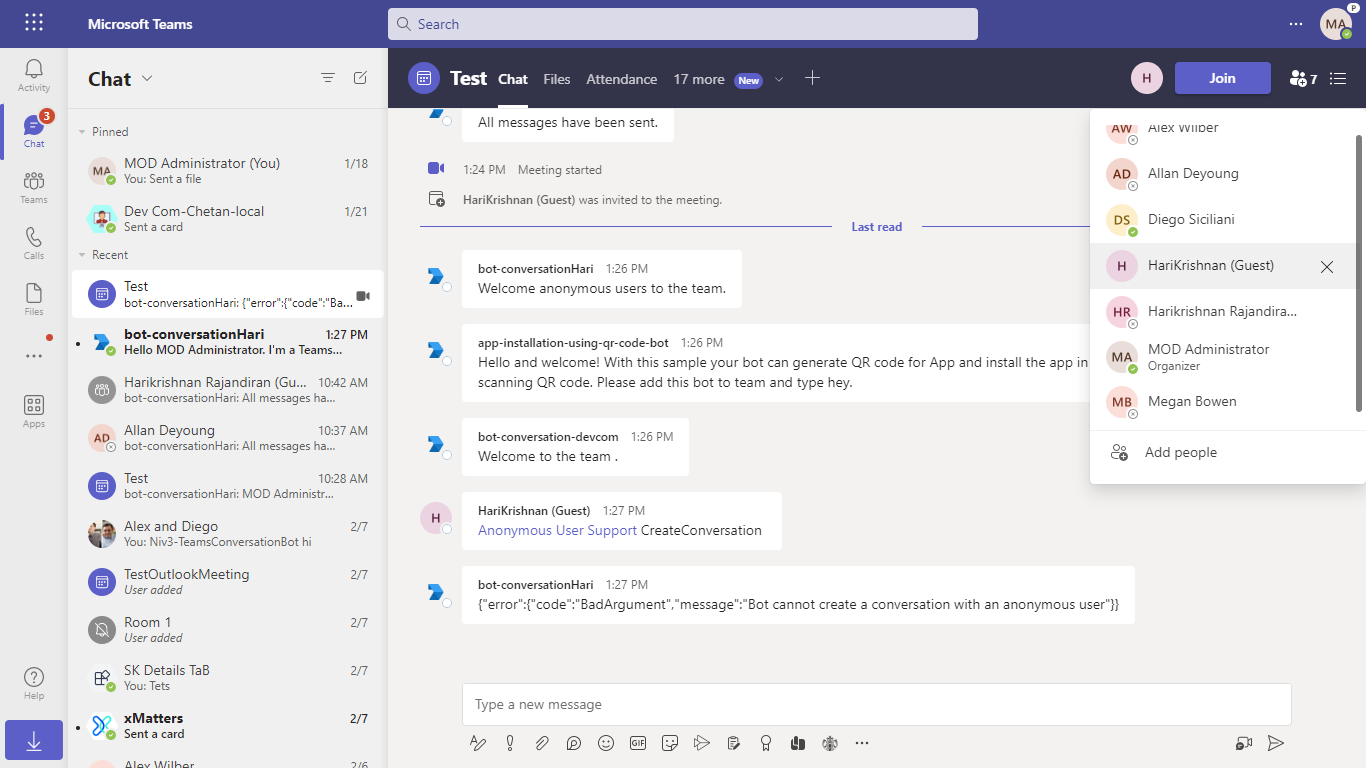 Microsoft Teams
Search
MA
P
Activity
3
Chat
Teams
Calls
Files
Apps
Help
Chat
Pinned
MA
MOD Administrator (You)
1/18
You: Sent a file
Dev Com-Chetan-local
1/21
Sent a card
Recent
Test
bot-conversationHari: {"error":{"code":"Ba...
bot-conversationHari
1:27 PM
Hello MOD Administrator. I'm a Teams...
Harikrishnan Rajandiran (Gu...
10:42 AM
bot-conversationHari: All messages ha...
AD
Allan Deyoung
10:37 AM
bot-conversationHari: All messages ha...
Test
10:28 AM
bot-conversationHari: MOD Administr...
Alex and Diego
2/7
You: Niv3-TeamsConversationBot hi
TestOutlookMeeting
2/7
User added
Room 1
2/7
User added
SK Details TaB
2/7
You: Tets
xMatters
2/7
Sent a card
Alex Wilber
2/6
Test
Chat
Files
Attendance
17 more
New
H
Join
7
All messages have been sent.
1:24 PM Meeting started
HariKrishnan (Guest) was invited to the meeting.
Last read
bot-conversationHari 1:26 PM
Welcome anonymous users to the team.
app-installation-using-qr-code-bot 1:26 PM
Hello and welcome! With this sample your bot can generate QR code for App and install the app in
scanning QR code. Please add this bot to team and type hey.
bot-conversation-devcom 1:26 PM
Welcome to the team .
H
HariKrishnan (Guest) 1:27 PM
Anonymous User Support CreateConversation
bot-conversationHari 1:27 PM
{"error":{"code":"BadArgument","message":"Bot cannot create a conversation with an anonymous user"}}
Type a new message
GIF
AW
Alex Wilber
AD
Allan Deyoung
DS
Diego Siciliani
H
HariKrishnan (Guest)
HR
Harikrishnan Rajandira...
MA
MOD Administrator
Organizer
MB
Megan Bowen
Add people